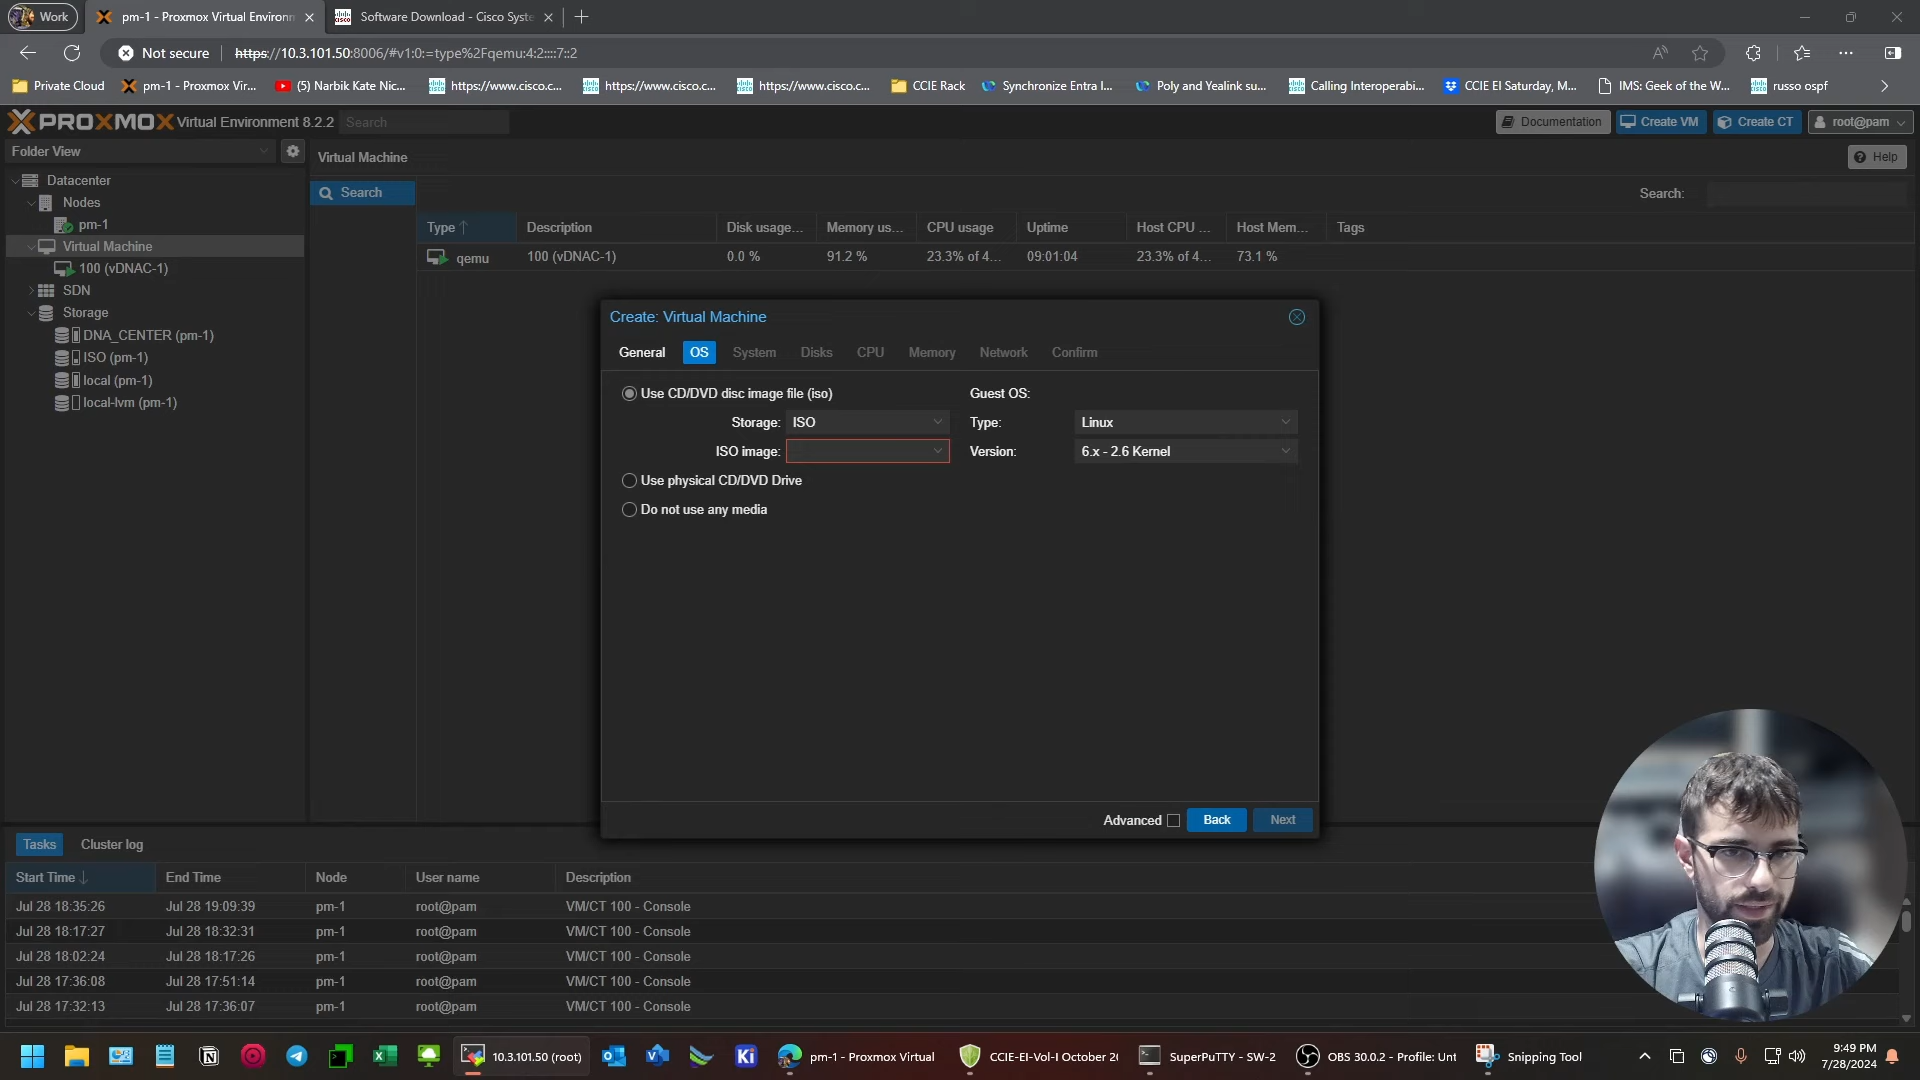 Work
pm-1 - Proxmox Virtual Environn
Software Download - Cisco Syste
Not secure
https://10.3.101.50:8006/#v1:0:=type%2Fqemu:4:2::::7::2
Private Cloud
pm-1 - Proxmox Vir...
(5) Narbik Kate Nic...
https://www.cisco.c...
https://www.cisco.c...
https://www.cisco.c...
CCIE Rack
Synchronize Entra I...
Poly and Yealink su...
Calling Interoperabi...
CCIE EI Saturday, M...
IMS: Geek of the W...
russo ospf
PROXMOX Virtual Environment 8.2.2
Search
Documentation
Create VM
Create CT
root@pam
Folder View
Virtual Machine
Help
Datacenter
Nodes
pm-1
Virtual Machine
100 (vDNAC-1)
SDN
Storage
DNA_CENTER (pm-1)
ISO (pm-1)
local (pm-1)
local-lvm (pm-1)
Search
Search:
Type Description Disk usage... Memory us... CPU usage Uptime Host CPU ... Host Mem... Tags
qemu 100 (vDNAC-1) 0.0 % 91.2 % 23.3% of 4... 09:01:04 23.3% of 4... 73.1 %
Create: Virtual Machine
General OS System Disks CPU Memory Network Confirm
Use CD/DVD disc image file (iso)
Guest OS:
Storage: ISO
Type: Linux
ISO image:
Version: 6.x - 2.6 Kernel
Use physical CD/DVD Drive
Do not use any media
Advanced
Back
Next
Tasks
Cluster log
Start Time End Time Node User name Description
Jul 28 18:35:26 Jul 28 19:09:39 pm-1 root@pam VM/CT 100 - Console
Jul 28 18:17:27 Jul 28 18:32:31 pm-1 root@pam VM/CT 100 - Console
Jul 28 18:02:24 Jul 28 18:17:26 pm-1 root@pam VM/CT 100 - Console
Jul 28 17:36:08 Jul 28 17:51:14 pm-1 root@pam VM/CT 100 - Console
Jul 28 17:32:13 Jul 28 17:36:07 pm-1 root@pam VM/CT 100 - Console
10.3.101.50 (root)
Ki
pm-1 - Proxmox Virtual
CCIE-EI-Vol-I October 2
SuperPuTTY - SW-2
OBS 30.0.2 - Profile: Unt
Snipping Tool
9:49 PM
7/28/2024